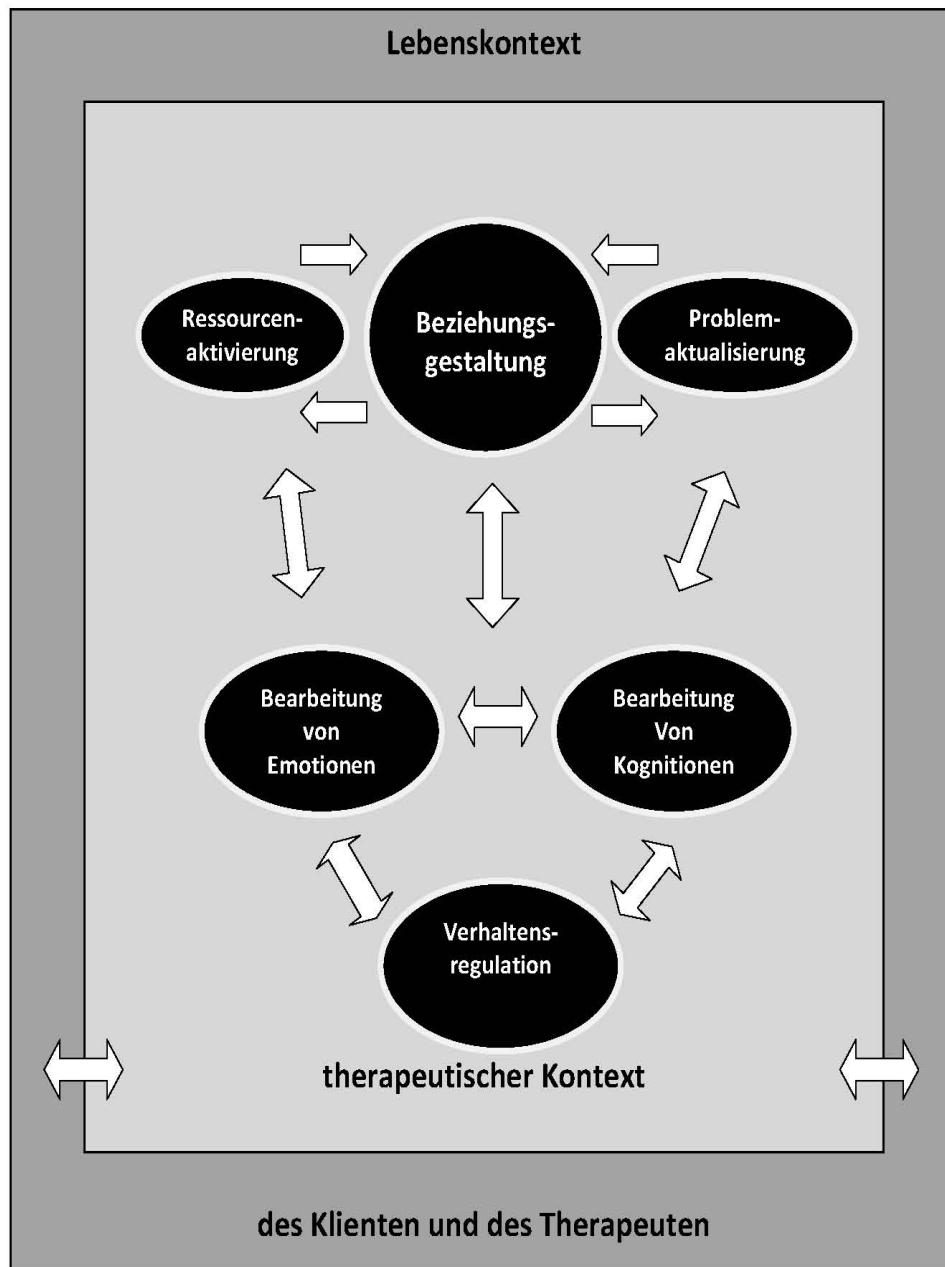 Lebenskontext
Ressourcen-
aktivierung
Beziehungs-
gestaltung
Problem-
aktualisierung
Bearbeitung
von
Emotionen
Bearbeitung
Von
Kognitionen
Verhaltens-
regulation
therapeutischer Kontext
des Klienten und des Therapeuten